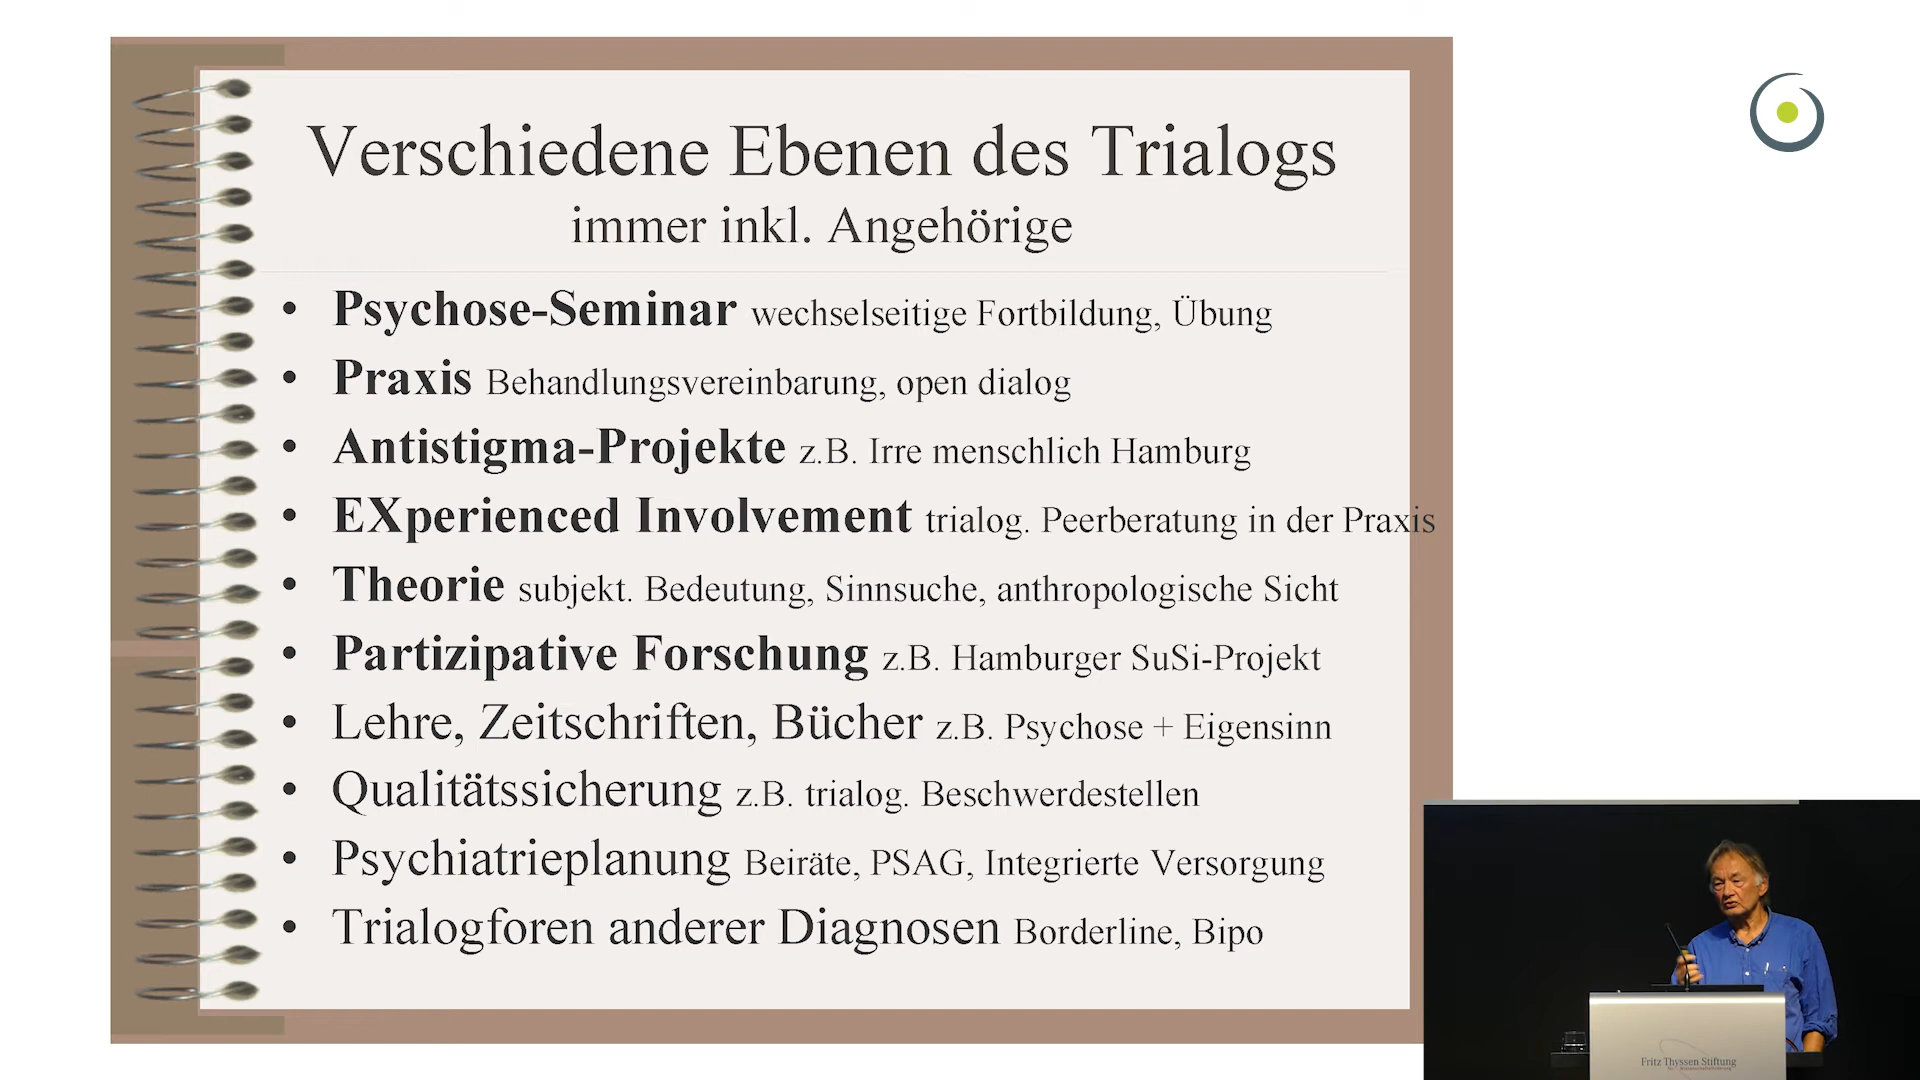 Verschiedene Ebenen des Trialogs
immer inkl. Angehörige
• Psychose-Seminar wechselseitige Fortbildung, Übung
• Praxis Behandlungsvereinbarung, open dialog
• Antistigma-Projekte z.B. Irre menschlich Hamburg
• EXperienced Involvement trialog. Peerberatung in der Praxis
• Theorie subjekt. Bedeutung, Sinnsuche, anthropologische Sicht
• Partizipative Forschung z.B. Hamburger SuSi-Projekt
• Lehre, Zeitschriften, Bücher z.B. Psychose + Eigensinn
• Qualitätssicherung z.B. trialog. Beschwerdestellen
• Psychiatrieplanung Beiräte, PSAG, Integrierte Versorgung
• Trialogforen anderer Diagnosen Borderline, Bipo
Fritz Thyssen Stiftung